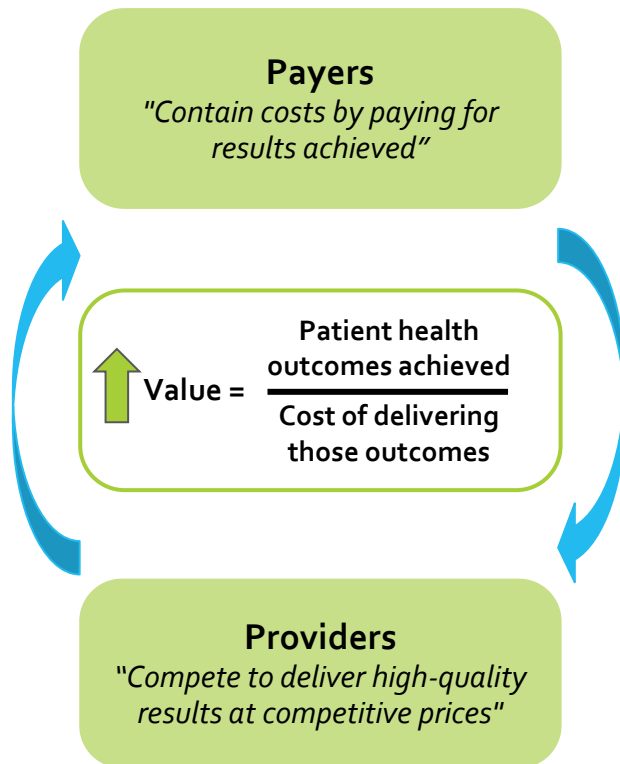 Payers
"Contain costs by paying for
results achieved”
Patient health
outcomes achieved
Value =
Cost of delivering
those outcomes
Providers
“Compete to deliver high-quality
results at competitive prices"